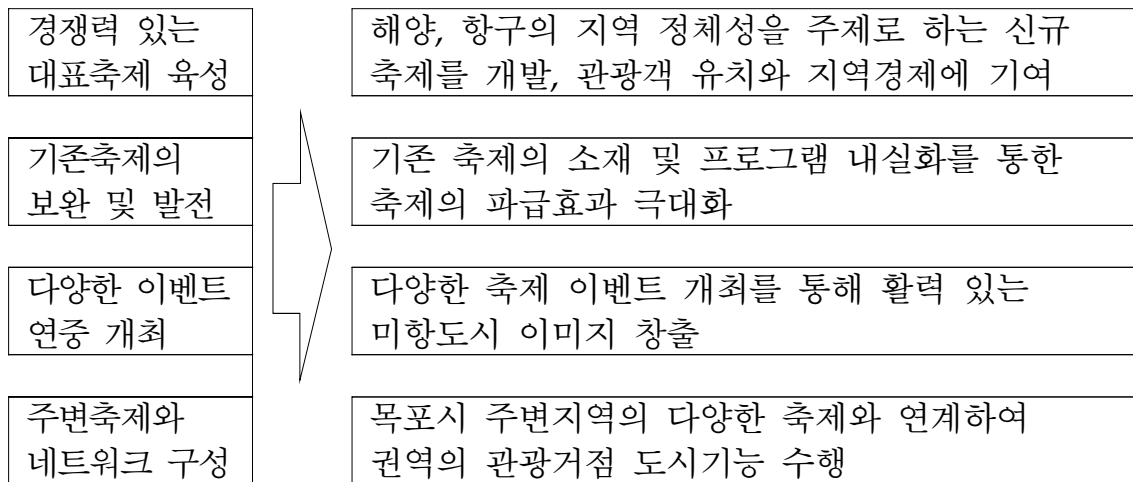 경쟁력 있는
대표축제 육성
해양, 항구의 지역 정체성을 주제로 하는 신규
축제를 개발, 관광객 유치와 지역경제에 기여
기존축제의
보완 및 발전
기존 축제의 소재 및 프로그램 내실화를 통한
축제의 파급효과 극대화
다양한 이벤트
연중 개최
다양한 축제 이벤트 개최를 통해 활력 있는
미항도시 이미지 창출
주변축제와
네트워크 구성
목포시 주변지역의 다양한 축제와 연계하여
권역의 관광거점 도시기능 수행